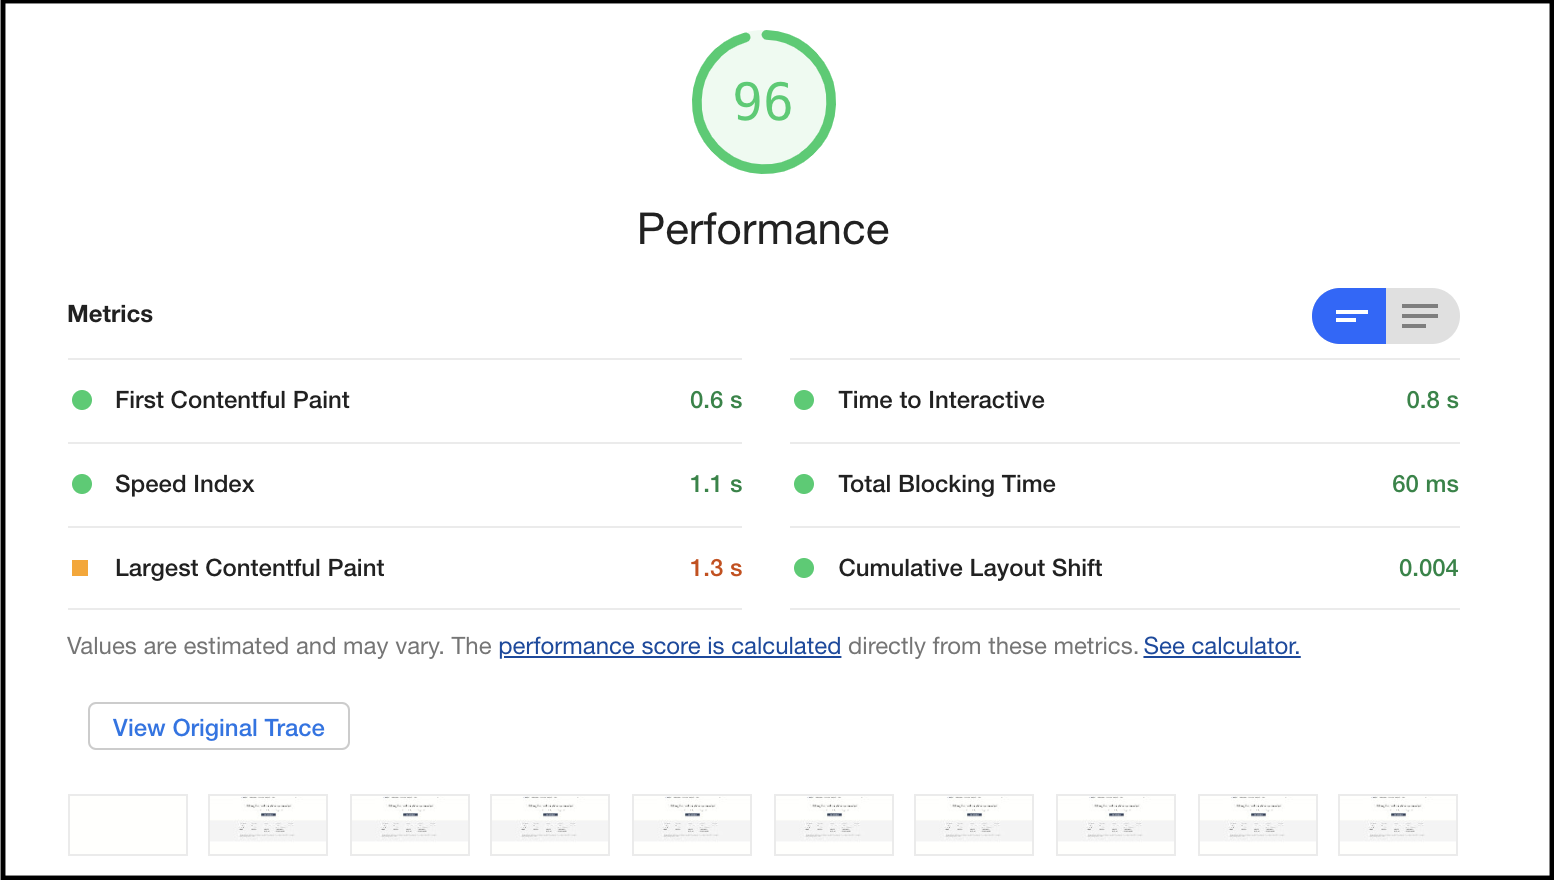 96
Performance
Metrics
First Contentful Paint 0.6 s
Time to Interactive 0.8 s
Speed Index 1.1 s
Total Blocking Time 60 ms
Largest Contentful Paint 1.3 s
Cumulative Layout Shift 0.004
Values are estimated and may vary. The performance score is calculated directly from these metrics. See calculator.
View Original Trace